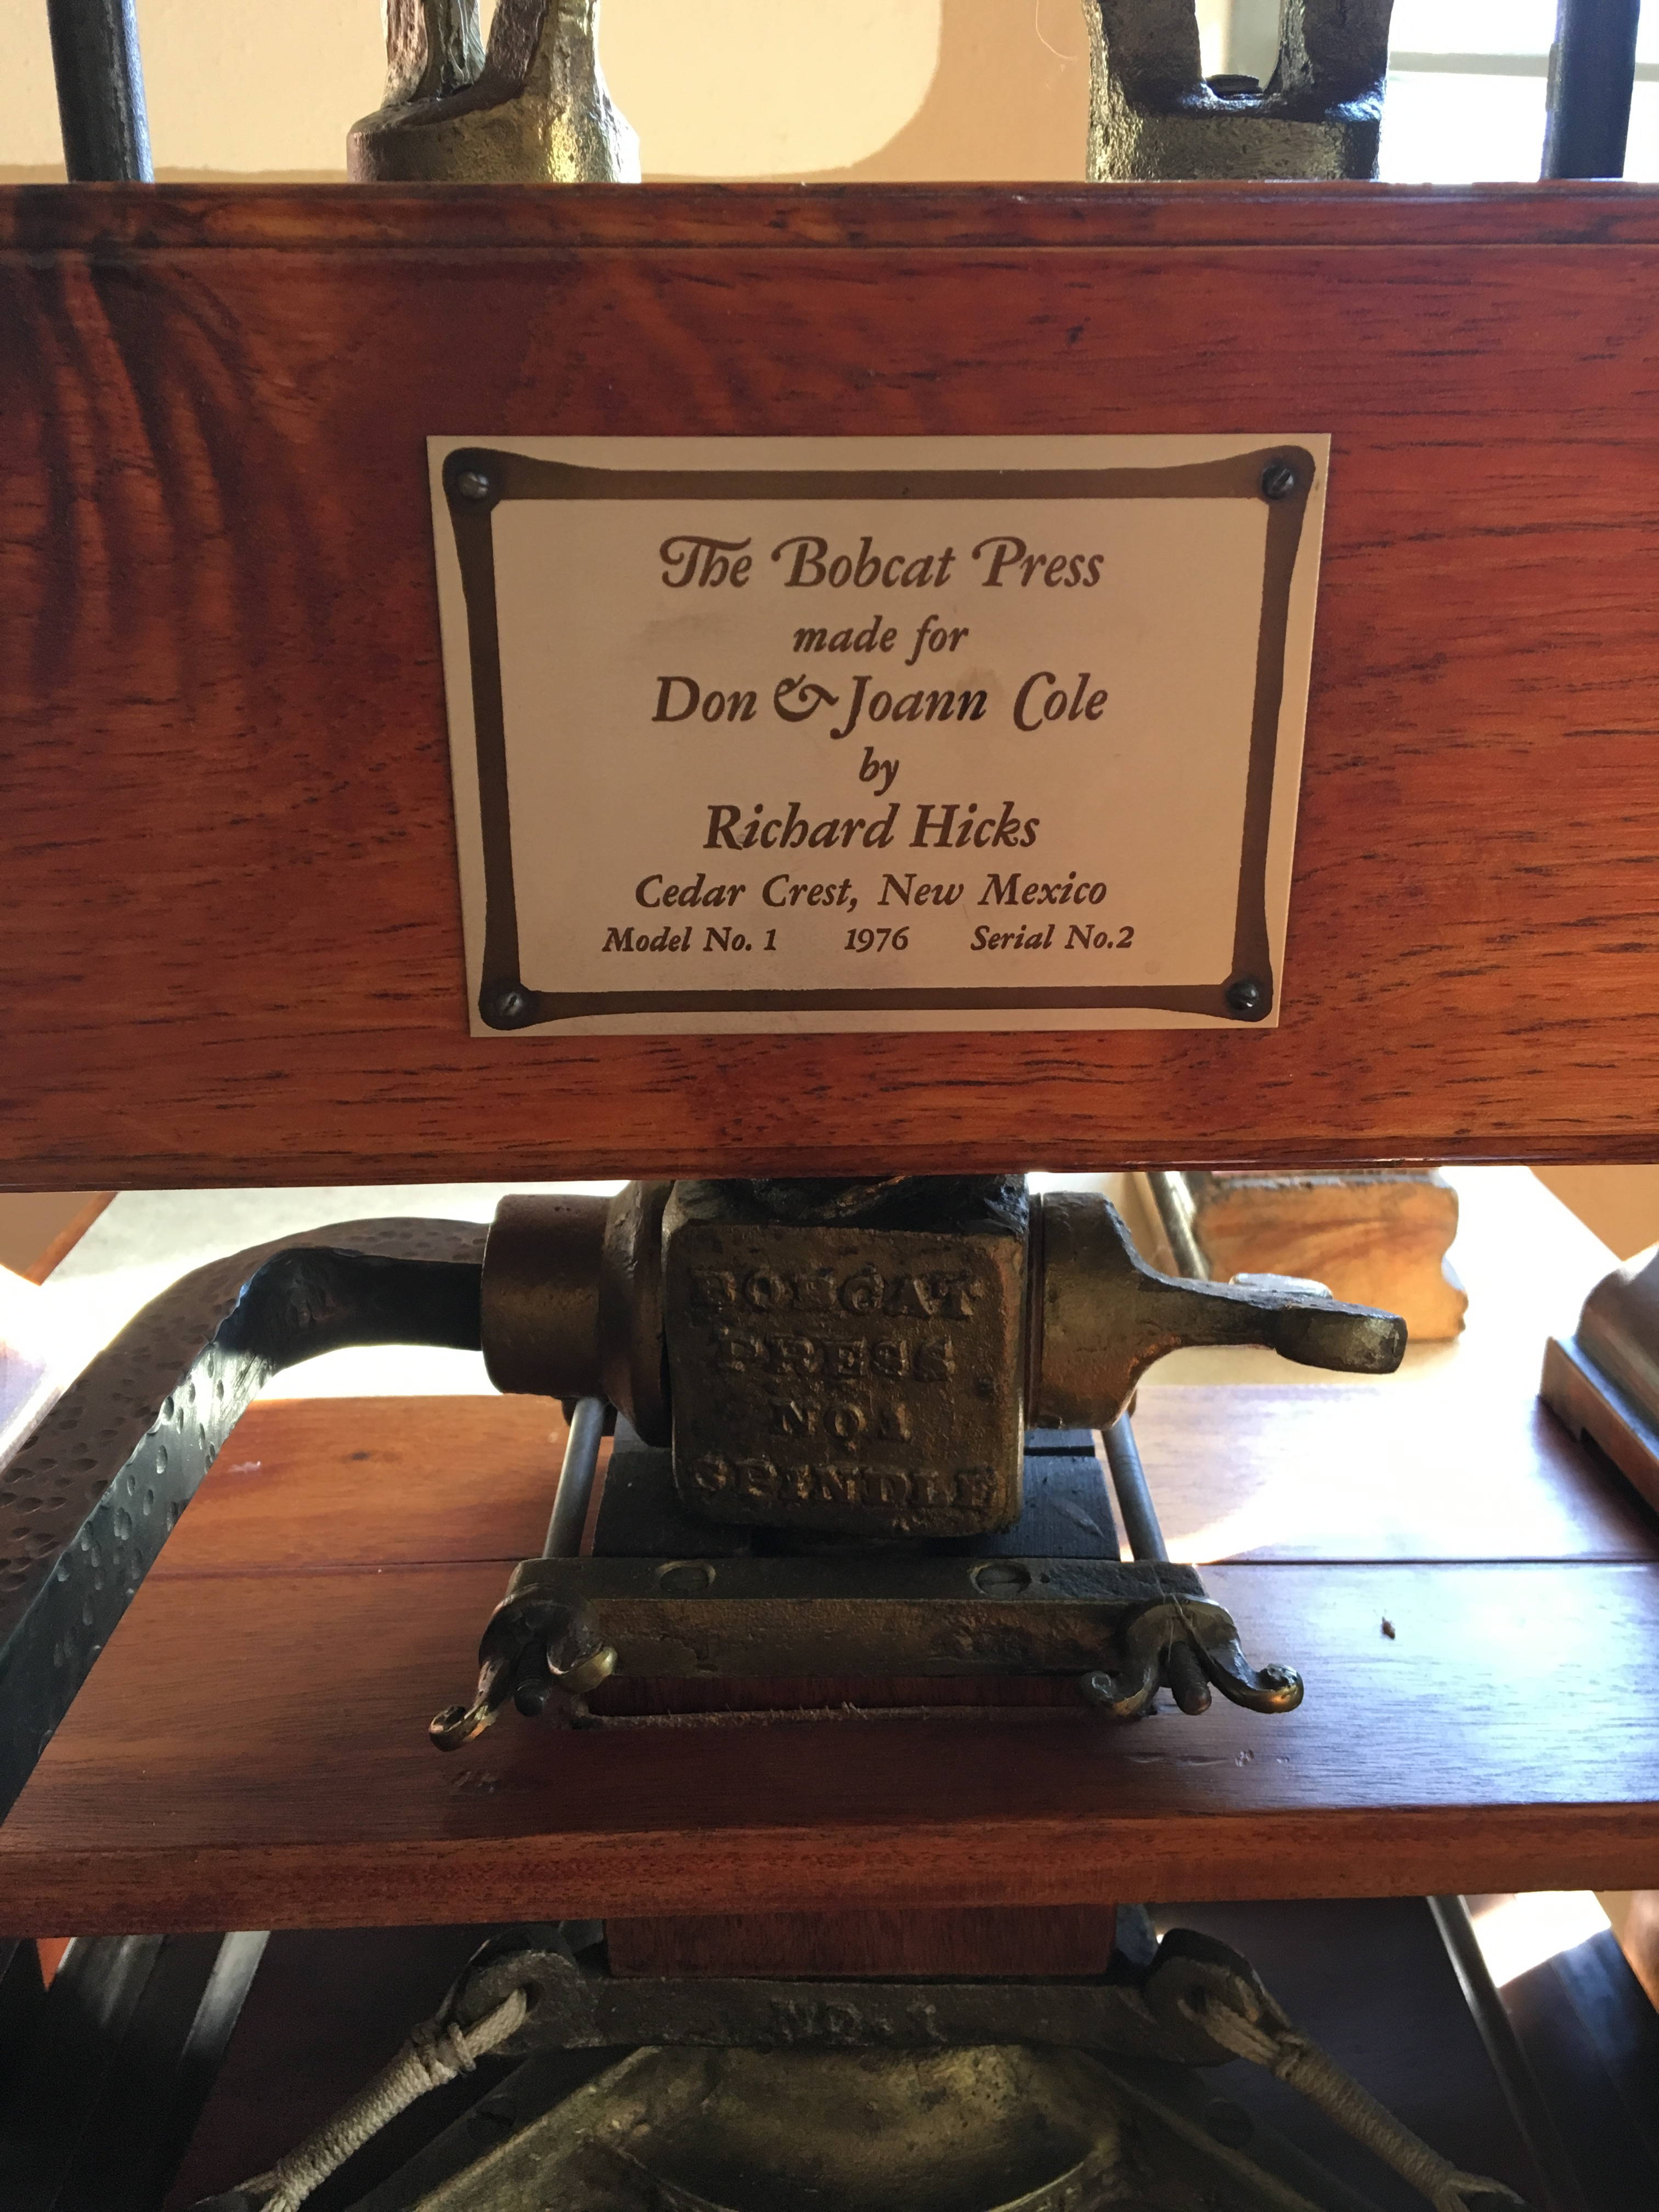 The Bobcat Press
made for
Don & Joann Cole
by
Richard Hicks
Cedar Crest, New Mexico
Model No. 1 1976 Serial No.2
BOBCAT
PRESS
NO.1
SPINDLE